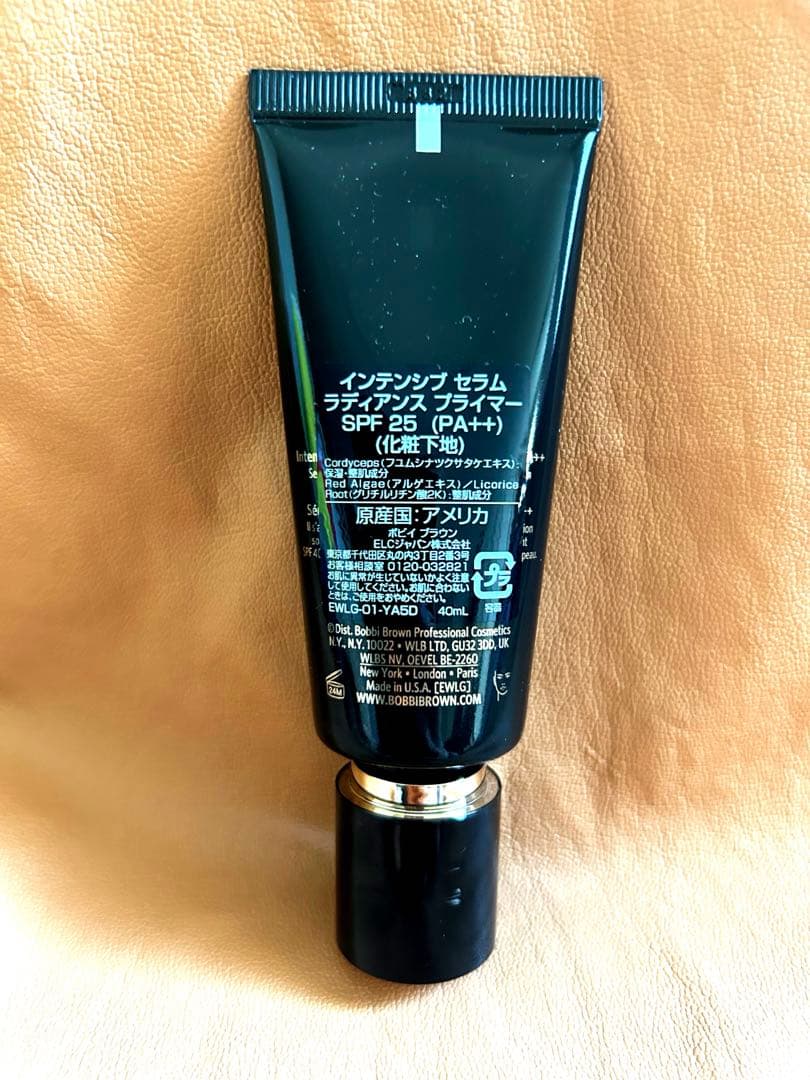 インテンシブ セラム
ラディアンス プライマー
SPF 25 (PA++)
(化粧下地)
Cordyceps(フユムシナツクサタケエキス):
保湿・整肌成分
Red Algae(アルゲエキス)/Licorice
Root(グリチルリチン酸2K):整肌成分
原産国:アメリカ
ボビイ ブラウン
ELCジャパン株式会社
東京都千代田区丸の内3丁目2番3号
お客様相談室 0120-032821
お肌に異常が生じていないかよく注意
して使用してください。お肌に合わない
ときは、ご使用をおやめください。
EWLG-01-YA5D 40mL
プラ
容器
©Dist. Bobbi Brown Professional Cosmetics
N.Y., N.Y. 10022 • WLB LTD, GU32 3DD, UK
WLBS NV, OEVEL BE-2260
New York • London • Paris
Made in U.S.A. [EWLG]
WWW.BOBBIBROWN.COM
24M